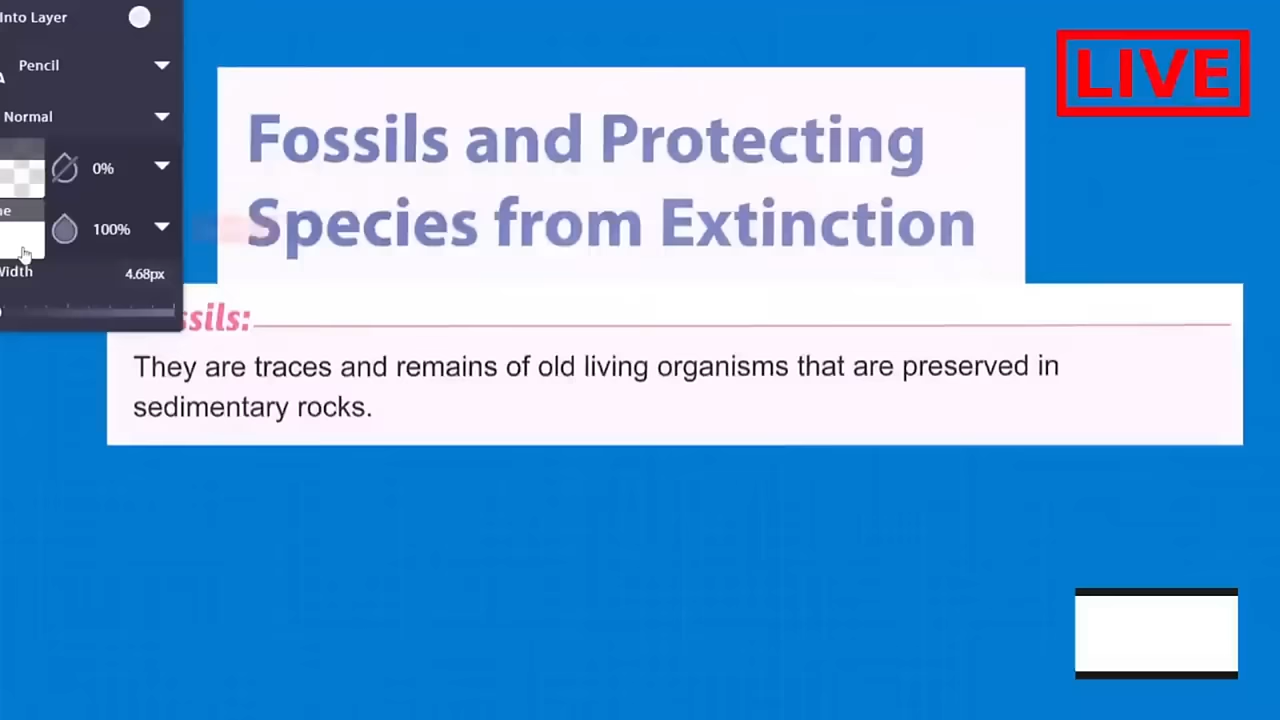 Into Layer
Pencil
Normal
0%
100%
Width
4.68px
LIVE
Fossils and Protecting
Species from Extinction
They are traces and remains of old living organisms that are preserved in
sedimentary rocks.